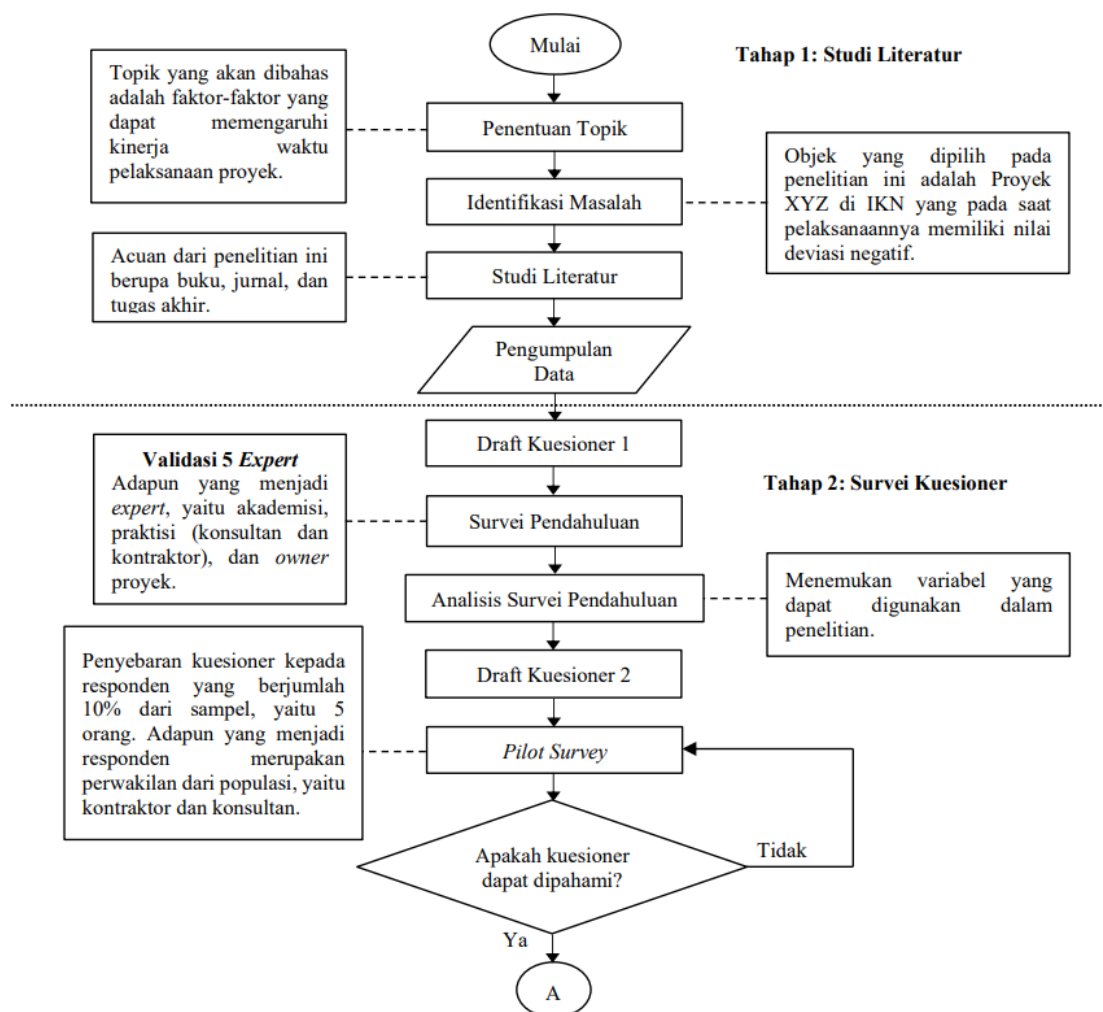 Mulai
Tahap 1: Studi Literatur
Topik yang akan dibahas
adalah faktor-faktor yang
dapat memengaruhi
kinerja waktu
pelaksanaan proyek.
Penentuan Topik
Objek yang dipilih pada
penelitian ini adalah Proyek
XYZ di IKN yang pada saat
pelaksanaannya memiliki nilai
deviasi negatif.
Identifikasi Masalah
Acuan dari penelitian ini
berupa buku, jurnal, dan
tugas akhir.
Studi Literatur
Pengumpulan
Data
Draft Kuesioner 1
Validasi 5 Expert
Adapun yang menjadi
expert, yaitu akademisi,
praktisi (konsultan dan
kontraktor), dan owner
proyek.
Tahap 2: Survei Kuesioner
Survei Pendahuluan
Analisis Survei Pendahuluan
Menemukan variabel yang
dapat digunakan dalam
penelitian.
Draft Kuesioner 2
Penyebaran kuesioner kepada
responden yang berjumlah
10% dari sampel, yaitu 5
orang. Adapun yang menjadi
responden merupakan
perwakilan dari populasi, yaitu
kontraktor dan konsultan.
Pilot Survey
Apakah kuesioner
dapat dipahami?
Tidak
Ya
A